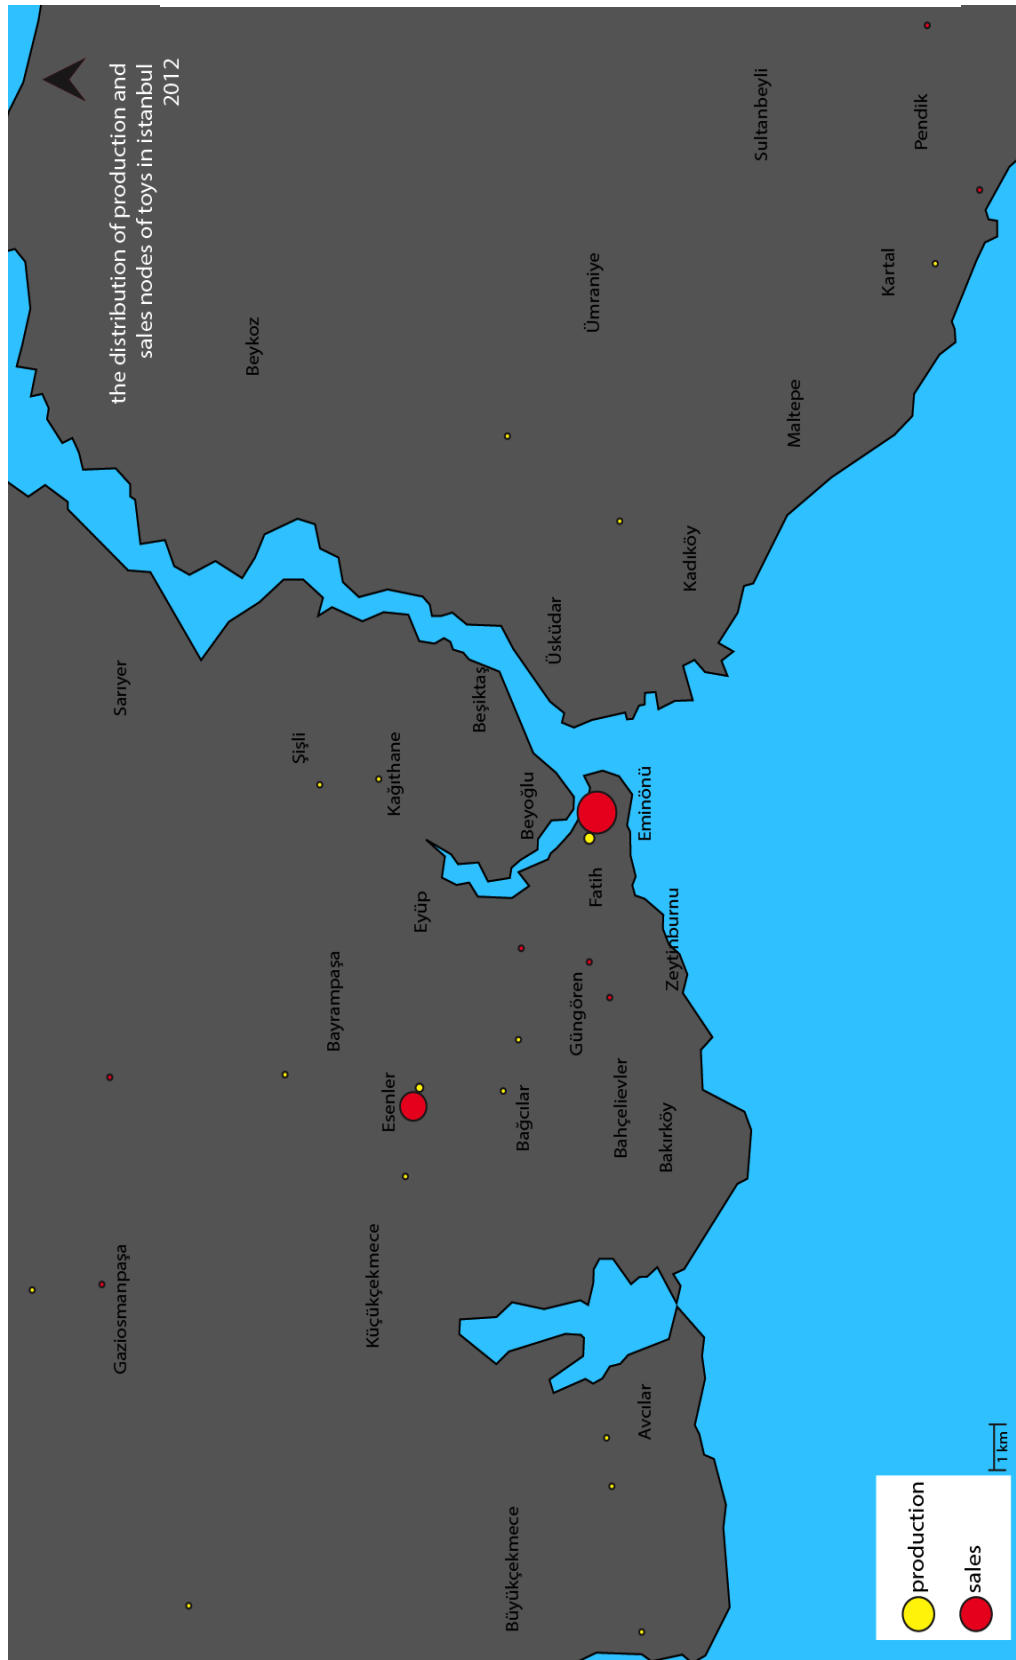 the distribution of production and
sales nodes of toys in istanbul
2012
Sarıyer
Beykoz
Gaziosmanpaşa
Şişli
Bayrampaşa
Kağıthane
Küçükçekmece
Esenler
Eyüp
Beşiktaş
Büyükçekmece
Bağcılar
Beyoğlu
Üsküdar
Güngören
Fatih
Ümraniye
Bahçelievler
Avcılar
Eminönü
Bakırköy
Zeytinburnu
Kadıköy
Sultanbeyli
Maltepe
Kartal
Pendik
production
sales
1 km